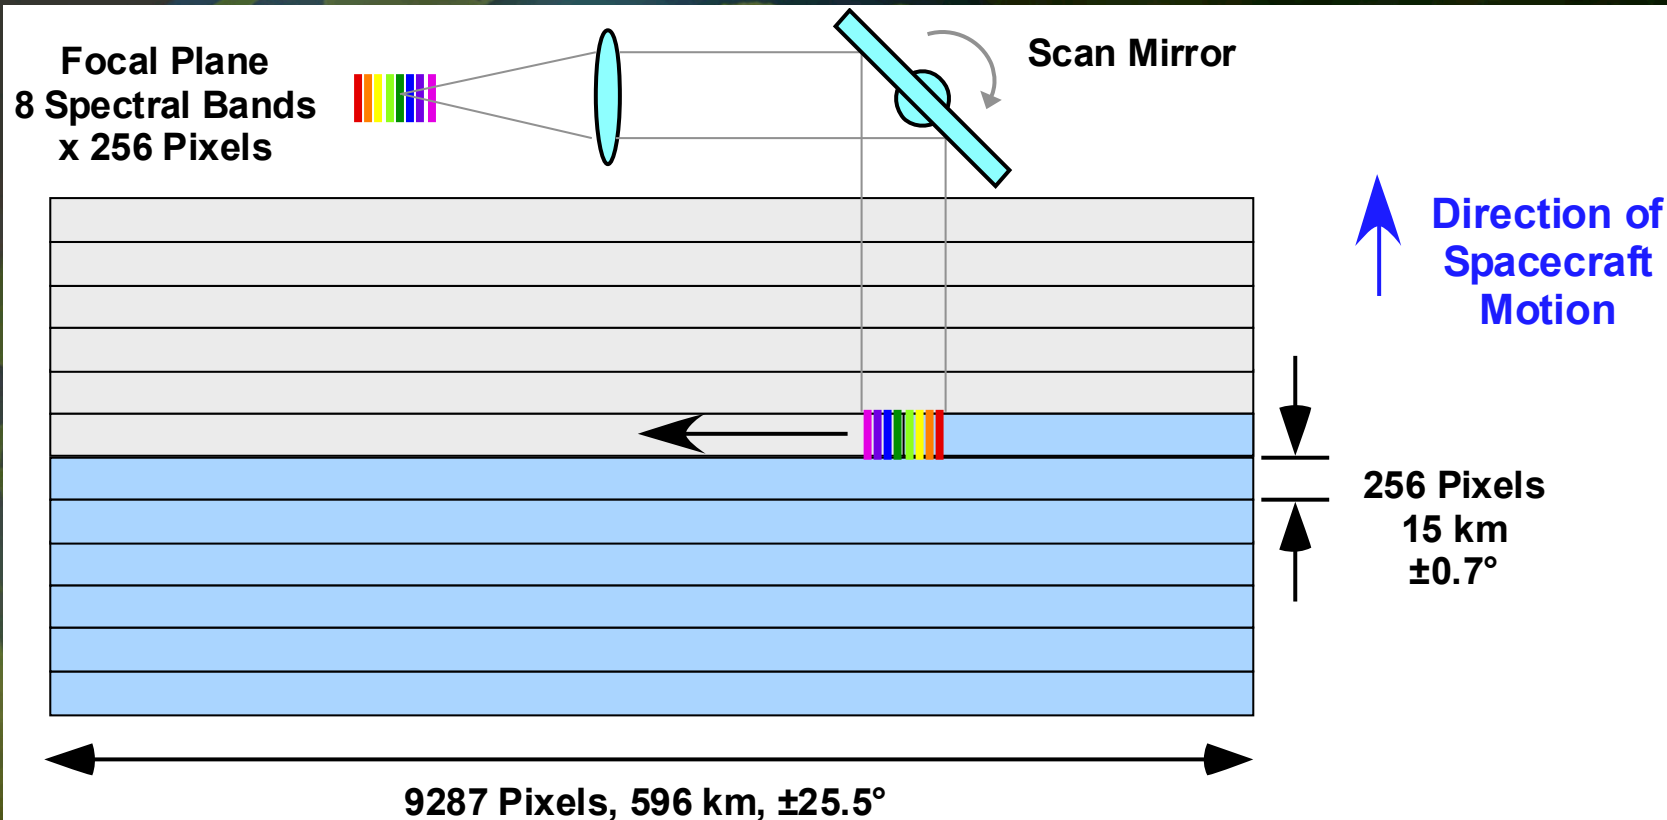 Focal Plane
8 Spectral Bands
x 256 Pixels
Scan Mirror
Direction of
Spacecraft
Motion
256 Pixels
15 km
±0.7°
9287 Pixels, 596 km, ±25.5°